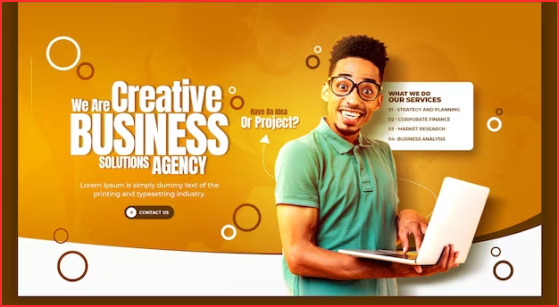 We Are Creative
BUSINESS
SOLUTIONS AGENCY
Lorem Ipsum is simply dummy text of the
printing and typesetting industry.
CONTACT US
Have An Idea
Or Project?
WHAT WE DO
OUR SERVICES
01 - STRATEGY AND PLANNING
02 - CORPORATE FINANCE
03 - MARKET RESEARCH
04- BUSINESS ANALYSIS